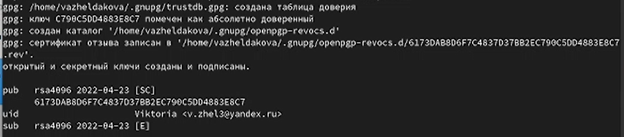 gpg: /home/vazheldakova/.gnupg/trustdb.gpg: создана таблица доверия
gpg: ключ C790C5DD4883E8C7 помечен как абсолютно доверенный
gpg: создан каталог '/home/vazheldakova/.gnupg/openpgp-revocs.d'
gpg: сертификат отзыва записан в '/home/vazheldakova/.gnupg/openpgp-revocs.d/6173DAB8D6F7C4837D37BB2EC790C5DD4883E8C7
.rev'.
открытый и секретный ключи созданы и подписаны.
pub   rsa4096 2022-04-23 [SC]
6173DAB8D6F7C4837D37BB2EC790C5DD4883E8C7
uid                      Viktoria <v.zhel3@yandex.ru>
sub   rsa4096 2022-04-23 [E]